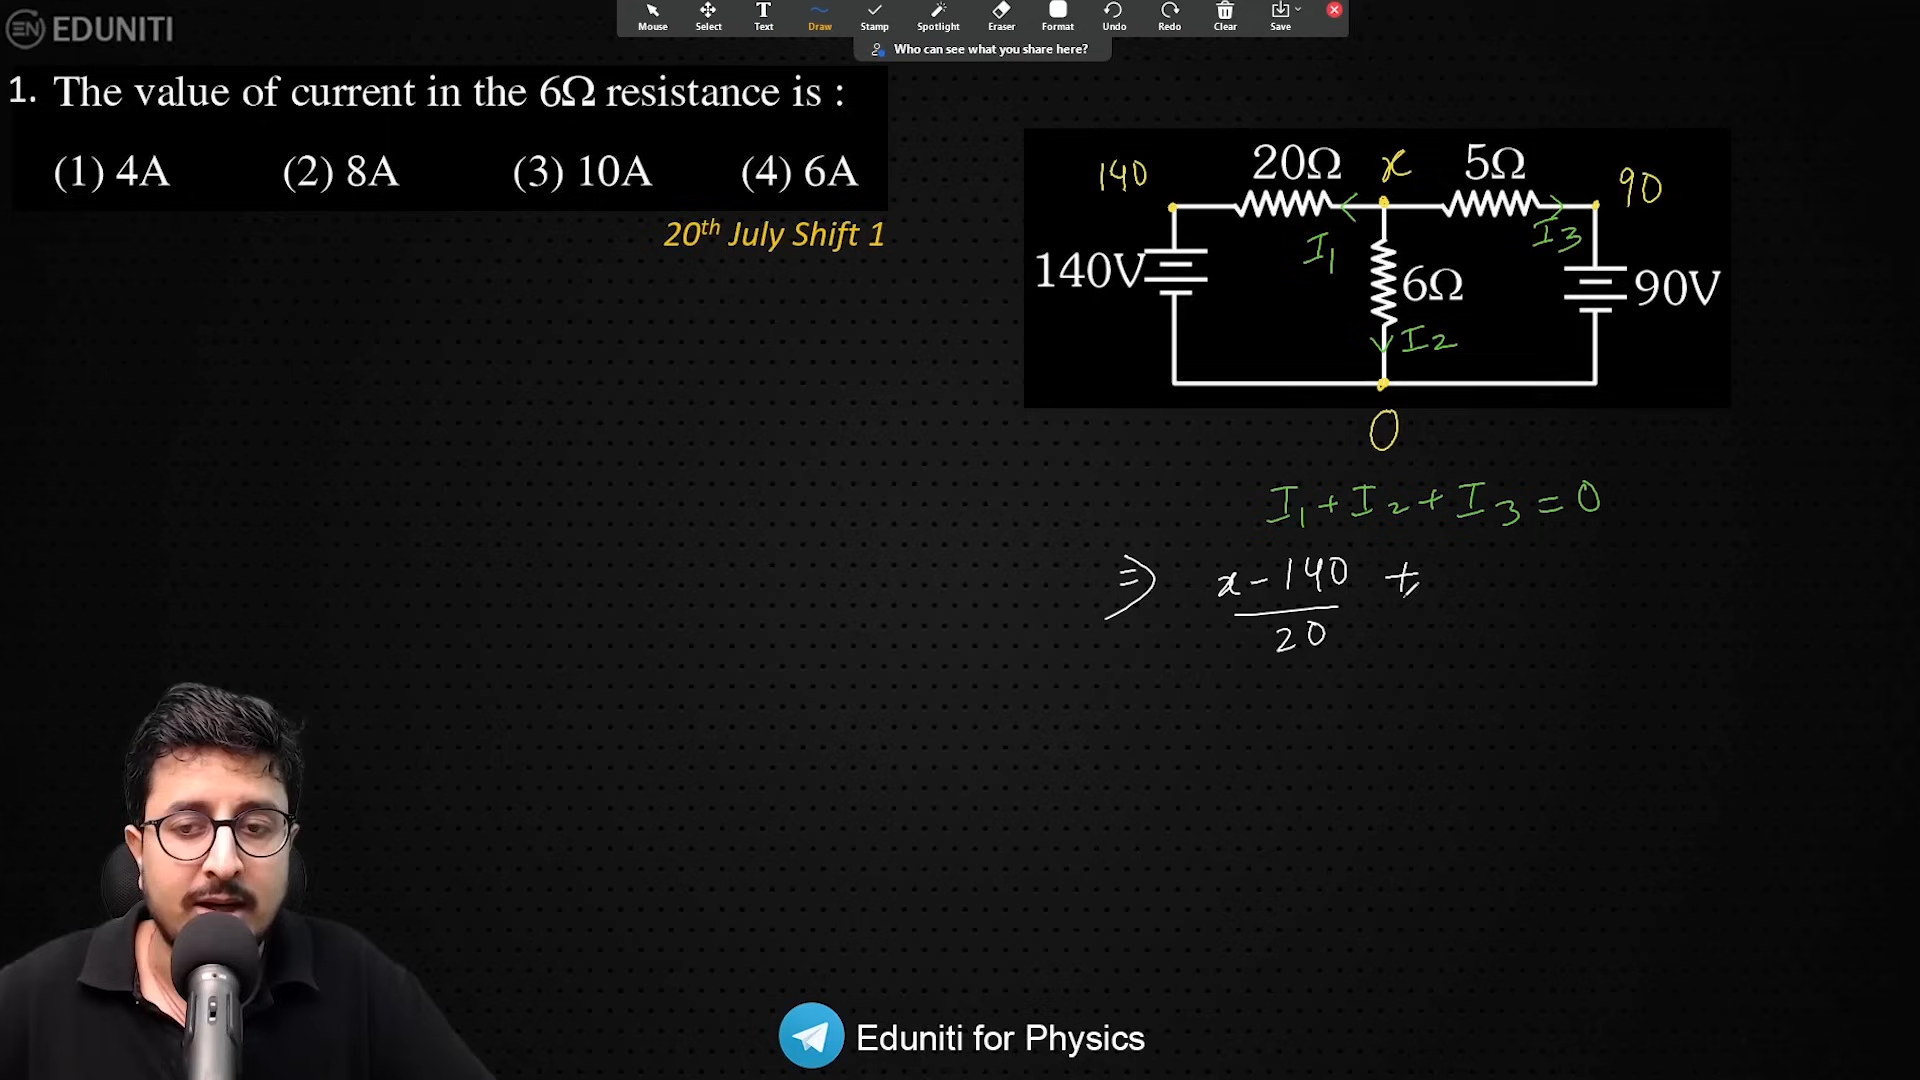 EN EDUNITI
Mouse Select Text Draw Stamp Spotlight Eraser Format Undo Redo Clear Save
Who can see what you share here?
1. The value of current in the 6Ω resistance is :
(1) 4A (2) 8A (3) 10A (4) 6A
20th July Shift 1
140 20Ω x 5Ω 90
I1 I3
140V 6Ω 90V
I2
0
I1 + I2 + I3 = 0
⇒ x - 140 +
20
Eduniti for Physics